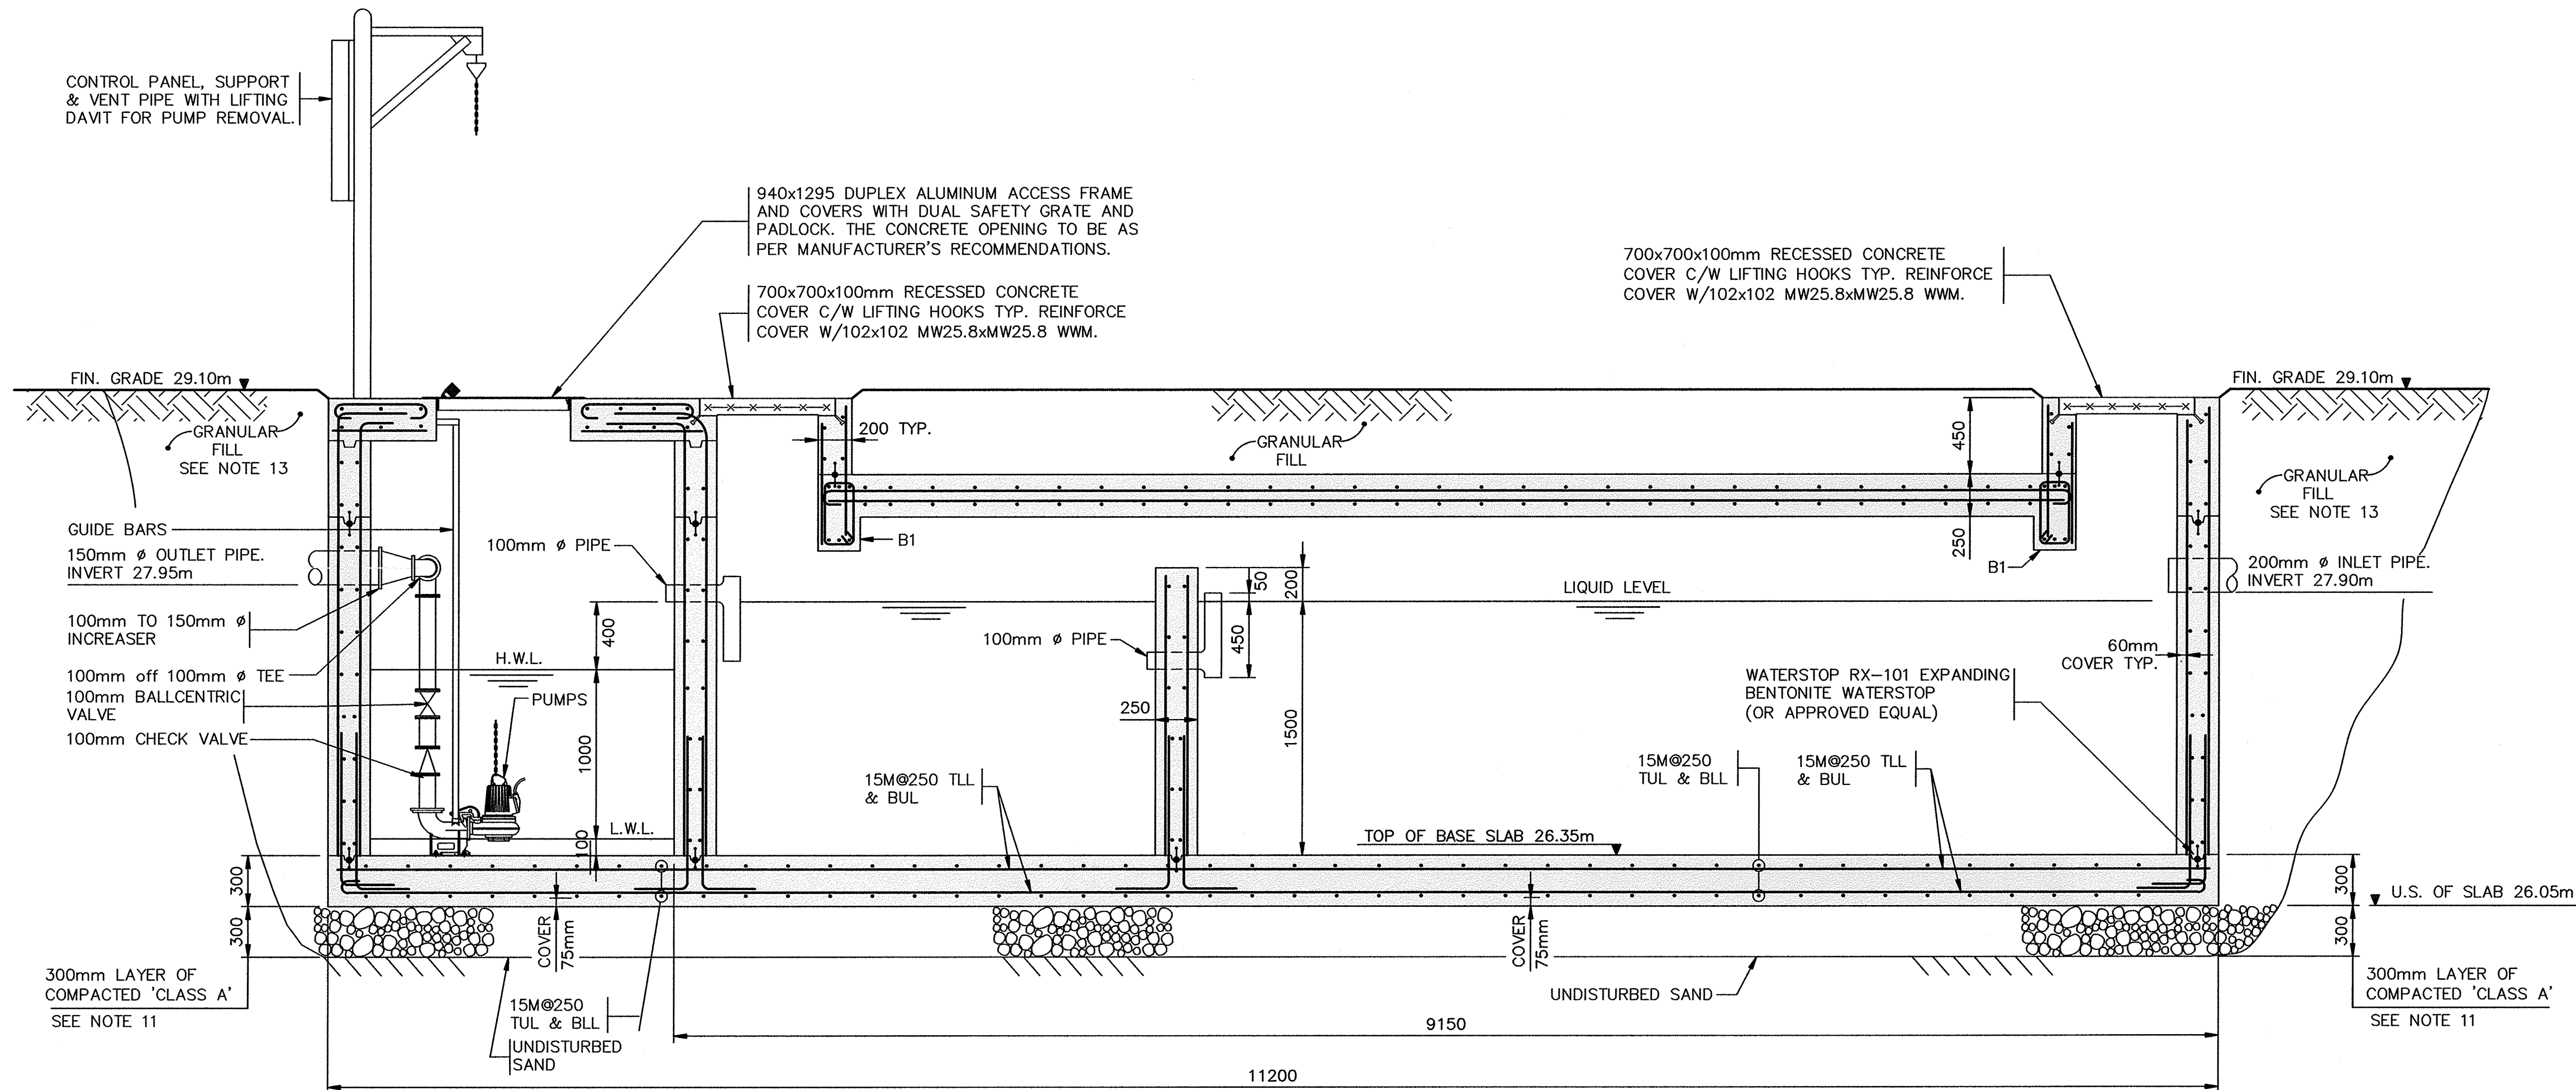 CONTROL PANEL, SUPPORT
& VENT PIPE WITH LIFTING
DAVIT FOR PUMP REMOVAL.
940x1295 DUPLEX ALUMINUM ACCESS FRAME
AND COVERS WITH DUAL SAFETY GRATE AND
PADLOCK. THE CONCRETE OPENING TO BE AS
PER MANUFACTURER'S RECOMMENDATIONS.
700x700x100mm RECESSED CONCRETE
COVER C/W LIFTING HOOKS TYP. REINFORCE
COVER W/102x102 MW25.8xMW25.8 WWM.
700x700x100mm RECESSED CONCRETE
COVER C/W LIFTING HOOKS TYP. REINFORCE
COVER W/102x102 MW25.8xMW25.8 WWM.
FIN. GRADE 29.10m
FIN. GRADE 29.10m
GRANULAR
FILL
SEE NOTE 13
200 TYP.
GRANULAR
FILL
450
GRANULAR
FILL
SEE NOTE 13
GUIDE BARS
150mm ø OUTLET PIPE.
INVERT 27.95m
100mm ø PIPE
B1
250
B1
200mm ø INLET PIPE.
INVERT 27.90m
50
200
LIQUID LEVEL
100mm TO 150mm ø
INCREASER
400
100mm ø PIPE
450
60mm
COVER TYP.
H.W.L.
100mm off 100mm ø TEE
100mm BALLCENTRIC
VALVE
PUMPS
250
WATERSTOP RX-101 EXPANDING
BENTONITE WATERSTOP
(OR APPROVED EQUAL)
100mm CHECK VALVE
1000
1500
15M@250 TLL
& BUL
15M@250
TUL & BLL
15M@250 TLL
& BUL
L.W.L.
100
TOP OF BASE SLAB 26.35m
300
300
U.S. OF SLAB 26.05m
300
COVER
75mm
COVER
75mm
300
300mm LAYER OF
COMPACTED 'CLASS A'
SEE NOTE 11
15M@250
TUL & BLL
UNDISTURBED
SAND
UNDISTURBED SAND
300mm LAYER OF
COMPACTED 'CLASS A'
SEE NOTE 11
9150
11200